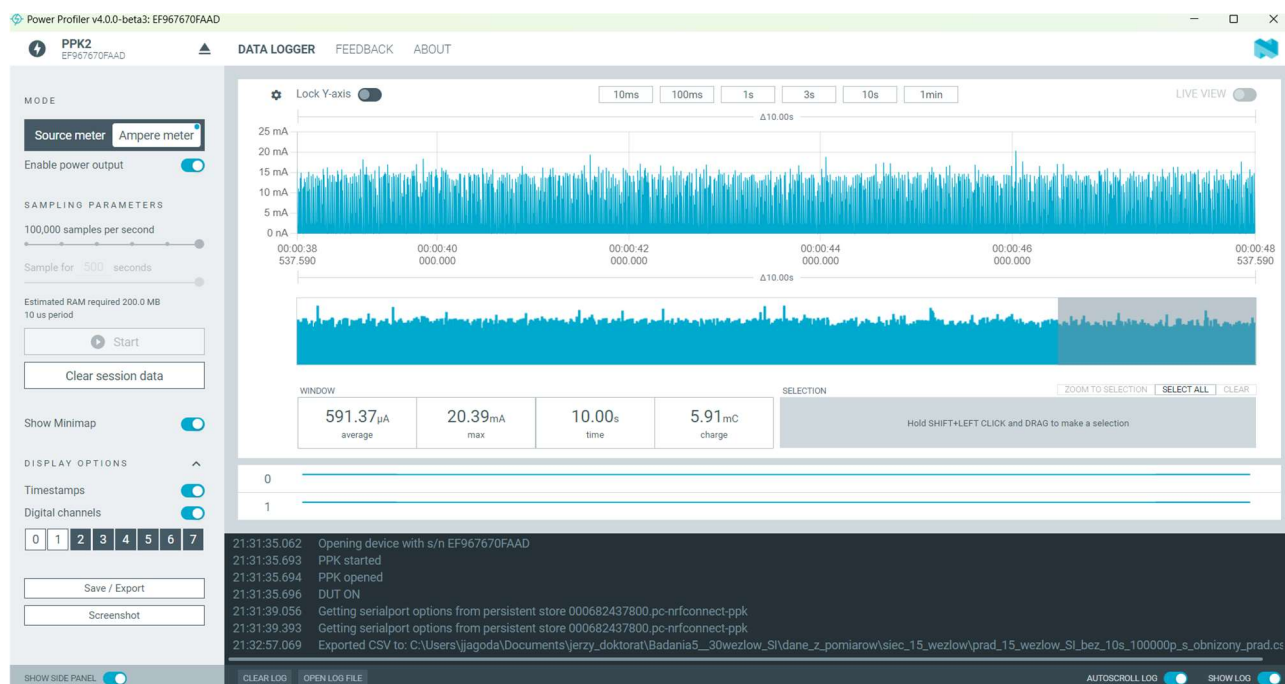 Power Profiler v4.0.0-beta3: EF967670FAAD
PPK2
EF967670FAAD
DATA LOGGER FEEDBACK ABOUT
MODE
Source meter Ampere meter
Enable power output
SAMPLING PARAMETERS
100,000 samples per second
Sample for 500 seconds
Estimated RAM required 200.0 MB
10 us period
Start
Clear session data
Show Minimap
DISPLAY OPTIONS
Timestamps
Digital channels
0 1 2 3 4 5 6 7
Save / Export
Screenshot
SHOW SIDE PANEL
Lock Y-axis 10ms 100ms 1s 3s 10s 1min LIVE VIEW
Δ10.00s
25 mA
20 mA
15 mA
10 mA
5 mA
0 nA
00:00:38 00:00:40 00:00:42 00:00:44 00:00:46 00:00:48
537.590 000.000 000.000 000.000 000.000 537.590
Δ10.00s
WINDOW SELECTION ZOOM TO SELECTION SELECT ALL CLEAR
591.37μA 20.39mA 10.00s 5.91mC
average max time charge
Hold SHIFT+LEFT CLICK and DRAG to make a selection
0
1
21:31:35.062 Opening device with s/n EF967670FAAD
21:31:35.693 PPK started
21:31:35.694 PPK opened
21:31:35.696 DUT ON
21:31:39.056 Getting serialport options from persistent store 000682437800.pc-nrfconnect-ppk
21:31:39.393 Getting serialport options from persistent store 000682437800.pc-nrfconnect-ppk
21:32:57.069 Exported CSV to: C:\Users\jjagoda\Documents\jerzy_doktorat\Badania5__30wezlow_SI\dane_z_pomiarow\siec_15_wezlow\prad_15_wezlow_SI_bez_10s_100000p_s_obnizony_prad.cs
CLEAR LOG OPEN LOG FILE AUTOSCROLL LOG SHOW LOG